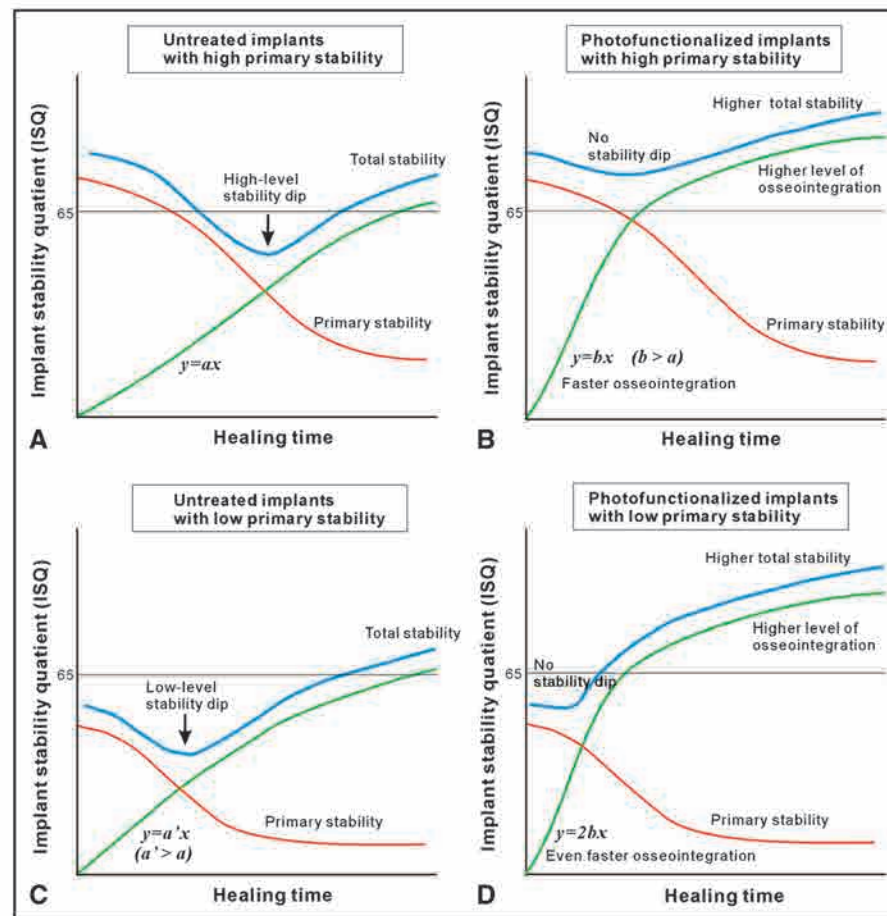 Untreated implants
with high primary stability
Implant stability quatient (ISQ)
65
Total stability
High-level
stability dip
Primary stability
y=ax
A
Healing time
Photofunctionalized implants
with high primary stability
Implant stability quatient (ISQ)
65
Higher total stability
No
stability dip
Higher level of
osseointegration
Primary stability
y=bx (b > a)
Faster osseointegration
B
Healing time
Untreated implants
with low primary stability
Implant stability quatient (ISQ)
65
Total stability
Low-level
stability dip
Primary stability
y=a'x
(a' > a)
C
Healing time
Photofunctionalized implants
with low primary stability
Implant stability quatient (ISQ)
65
Higher total stability
Higher level of
osseointegration
No
stability dip
Primary stability
y=2bx
Even faster osseointegration
D
Healing time